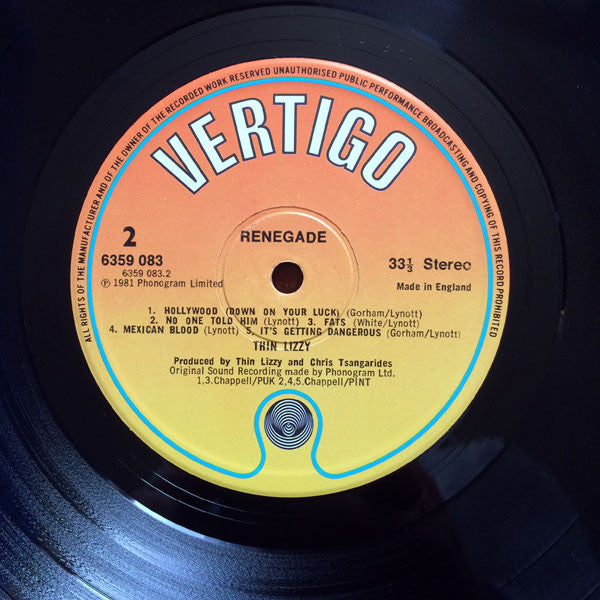 ALL RIGHTS OF THE MANUFACTURER AND OF THE OWNER OF THE RECORDED WORK RESERVED UNAUTHORISED PUBLIC PERFORMANCE BROADCASTING AND COPYING OF THIS RECORD PROHIBITED
VERTIGO
2
RENEGADE
6359 083
33⅓ Stereo
6359 083.2
℗ 1981 Phonogram Limited
Made in England
1. HOLLYWOOD (DOWN ON YOUR LUCK) (Gorham/Lynott)
2. NO ONE TOLD HIM (Lynott) 3. FATS (White/Lynott)
4. MEXICAN BLOOD (Lynott) 5. IT'S GETTING DANGEROUS (Gorham/Lynott)
THIN LIZZY
Produced by Thin Lizzy and Chris Tsangarides
Original Sound Recording made by Phonogram Ltd.
1,3.Chappell/PUK 2,4,5.Chappell/PINT